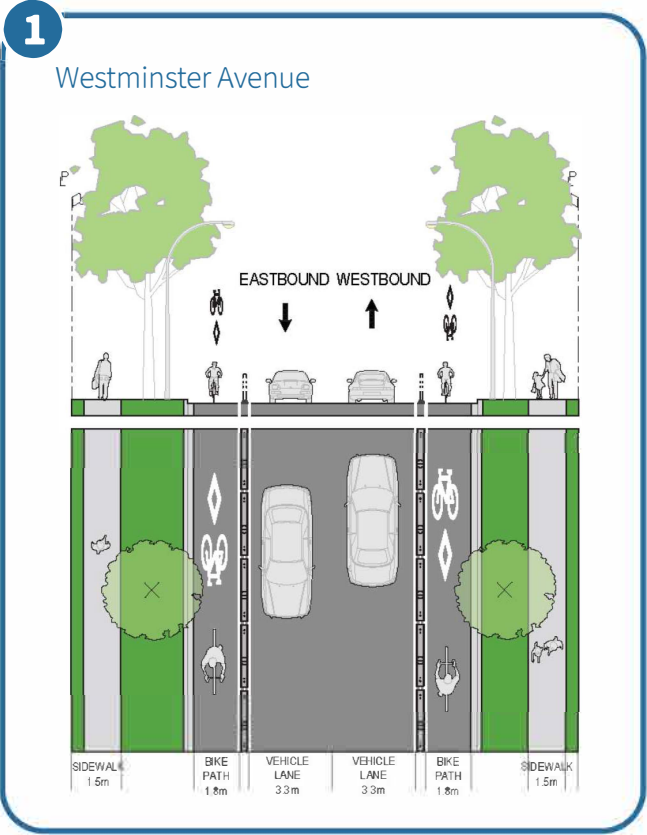 1
Westminster Avenue
EASTBOUND WESTBOUND
SIDEWALK
1.5m
BIKE
PATH
1.8m
VEHICLE
LANE
3.3m
VEHICLE
LANE
3.3m
BIKE
PATH
1.8m
SIDEWALK
1.5m